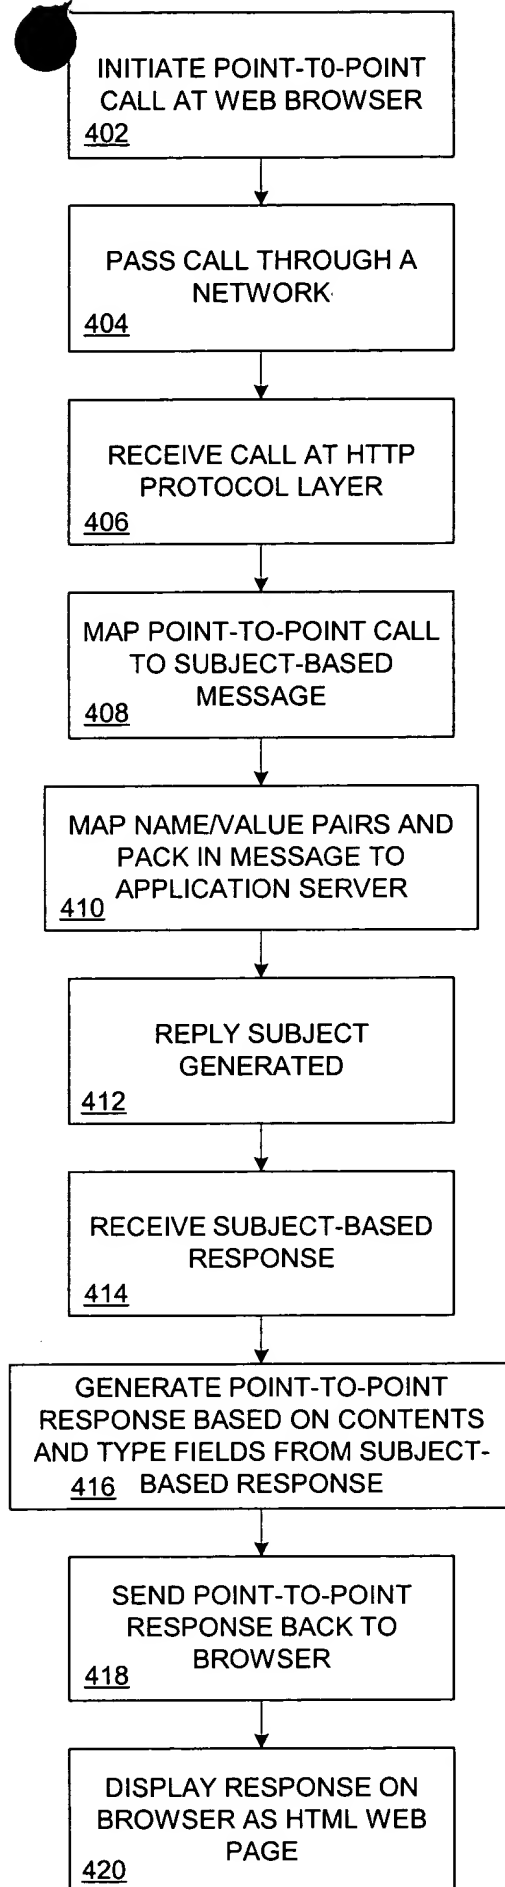 INITIATE POINT-T0-POINT
CALL AT WEB BROWSER
402
PASS CALL THROUGH A
NETWORK
404
RECEIVE CALL AT HTTP
PROTOCOL LAYER
406
MAP POINT-TO-POINT CALL
TO SUBJECT-BASED
MESSAGE
408
MAP NAME/VALUE PAIRS AND
PACK IN MESSAGE TO
APPLICATION SERVER
410
REPLY SUBJECT
GENERATED
412
RECEIVE SUBJECT-BASED
RESPONSE
414
GENERATE POINT-TO-POINT
RESPONSE BASED ON CONTENTS
AND TYPE FIELDS FROM SUBJECT-
416 BASED RESPONSE
SEND POINT-TO-POINT
RESPONSE BACK TO
BROWSER
418
DISPLAY RESPONSE ON
BROWSER AS HTML WEB
PAGE
420